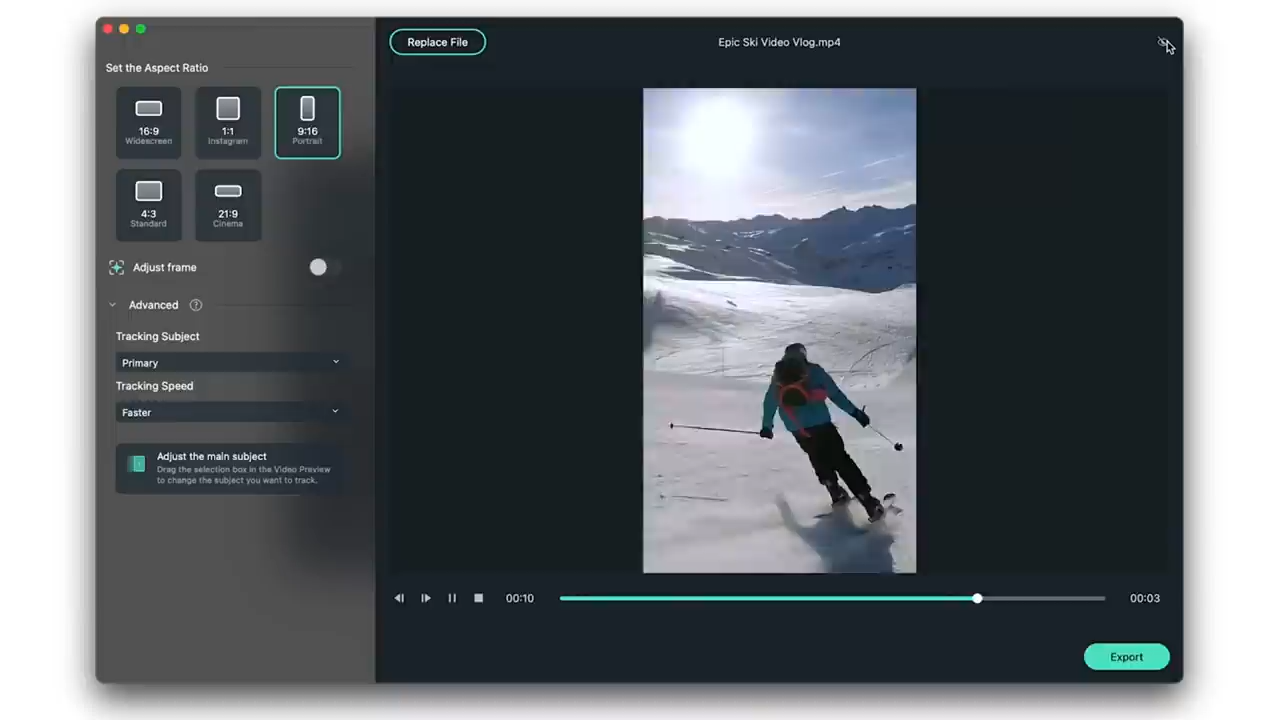 Replace File
Epic Ski Video Vlog.mp4
Set the Aspect Ratio
16:9
Widescreen
1:1
Instagram
9:16
Portrait
4:3
Standard
21:9
Cinema
Adjust frame
Advanced ?
Tracking Subject
Primary
Tracking Speed
Faster
Adjust the main subject
Drag the selection box in the Video Preview
to change the subject you want to track.
00:10
00:03
Export